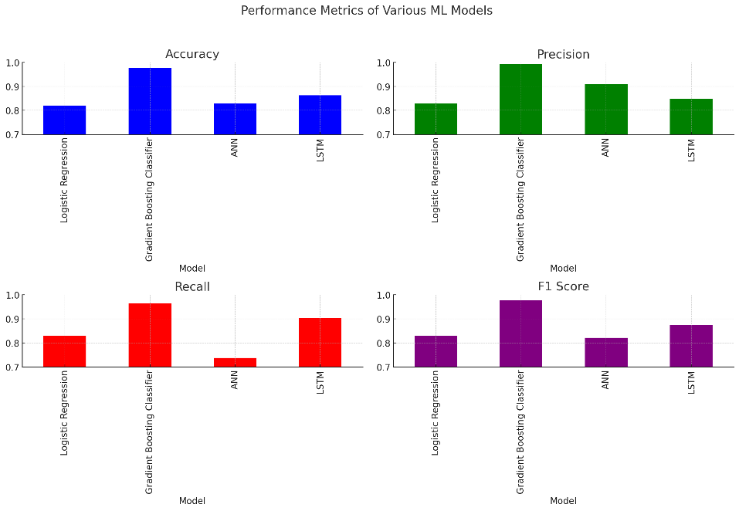 Performance Metrics of Various ML Models
Accuracy
1.0
0.9
0.8
0.7
Logistic Regression
Gradient Boosting Classifier
ANN
LSTM
Model
Precision
1.0
0.9
0.8
0.7
Logistic Regression
Gradient Boosting Classifier
ANN
LSTM
Model
Recall
1.0
0.9
0.8
0.7
Logistic Regression
Gradient Boosting Classifier
ANN
LSTM
Model
F1 Score
1.0
0.9
0.8
0.7
Logistic Regression
Gradient Boosting Classifier
ANN
LSTM
Model